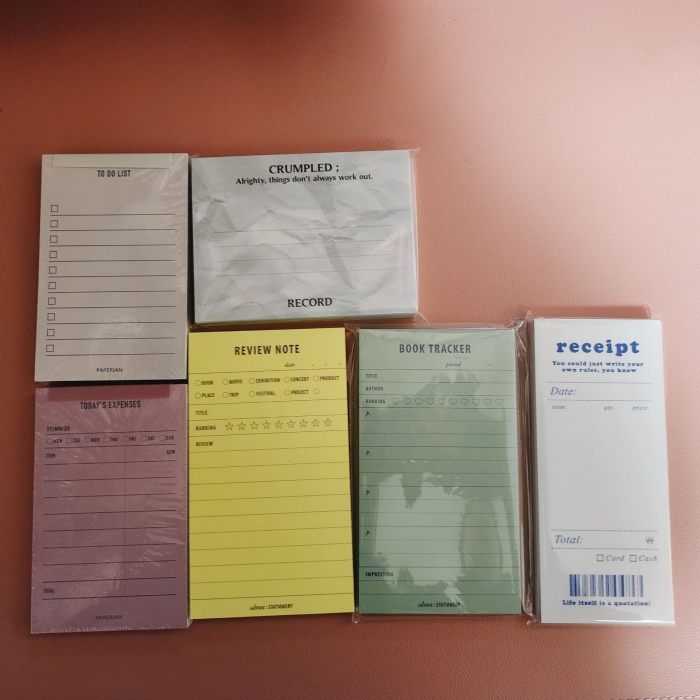 TO DO LIST
PAPERIAN
CRUMPLED ;
Alrighty, things don't always work out.
RECORD
TODAY'S EXPENSES
MON TUE WED THU FRI SAT SUN
ITEM SUM
TOTAL
PAPERIAN
REVIEW NOTE
date
BOOK MOVIE EXHIBITION CONCERT PRODUCT
PLACE TRIP FESTIVAL PROJECT
TITLE
RANKING
REVIEW
: STATIONERY
BOOK TRACKER
period
TITLE
AUTHOR
RANKING
P.
P.
P.
P.
IMPRESSION
: STATIONERY
receipt
You could just write your
own rules, you know
Date:
item. qty. price.
Total: ₩
Card Cash
Life itself is a quotation!